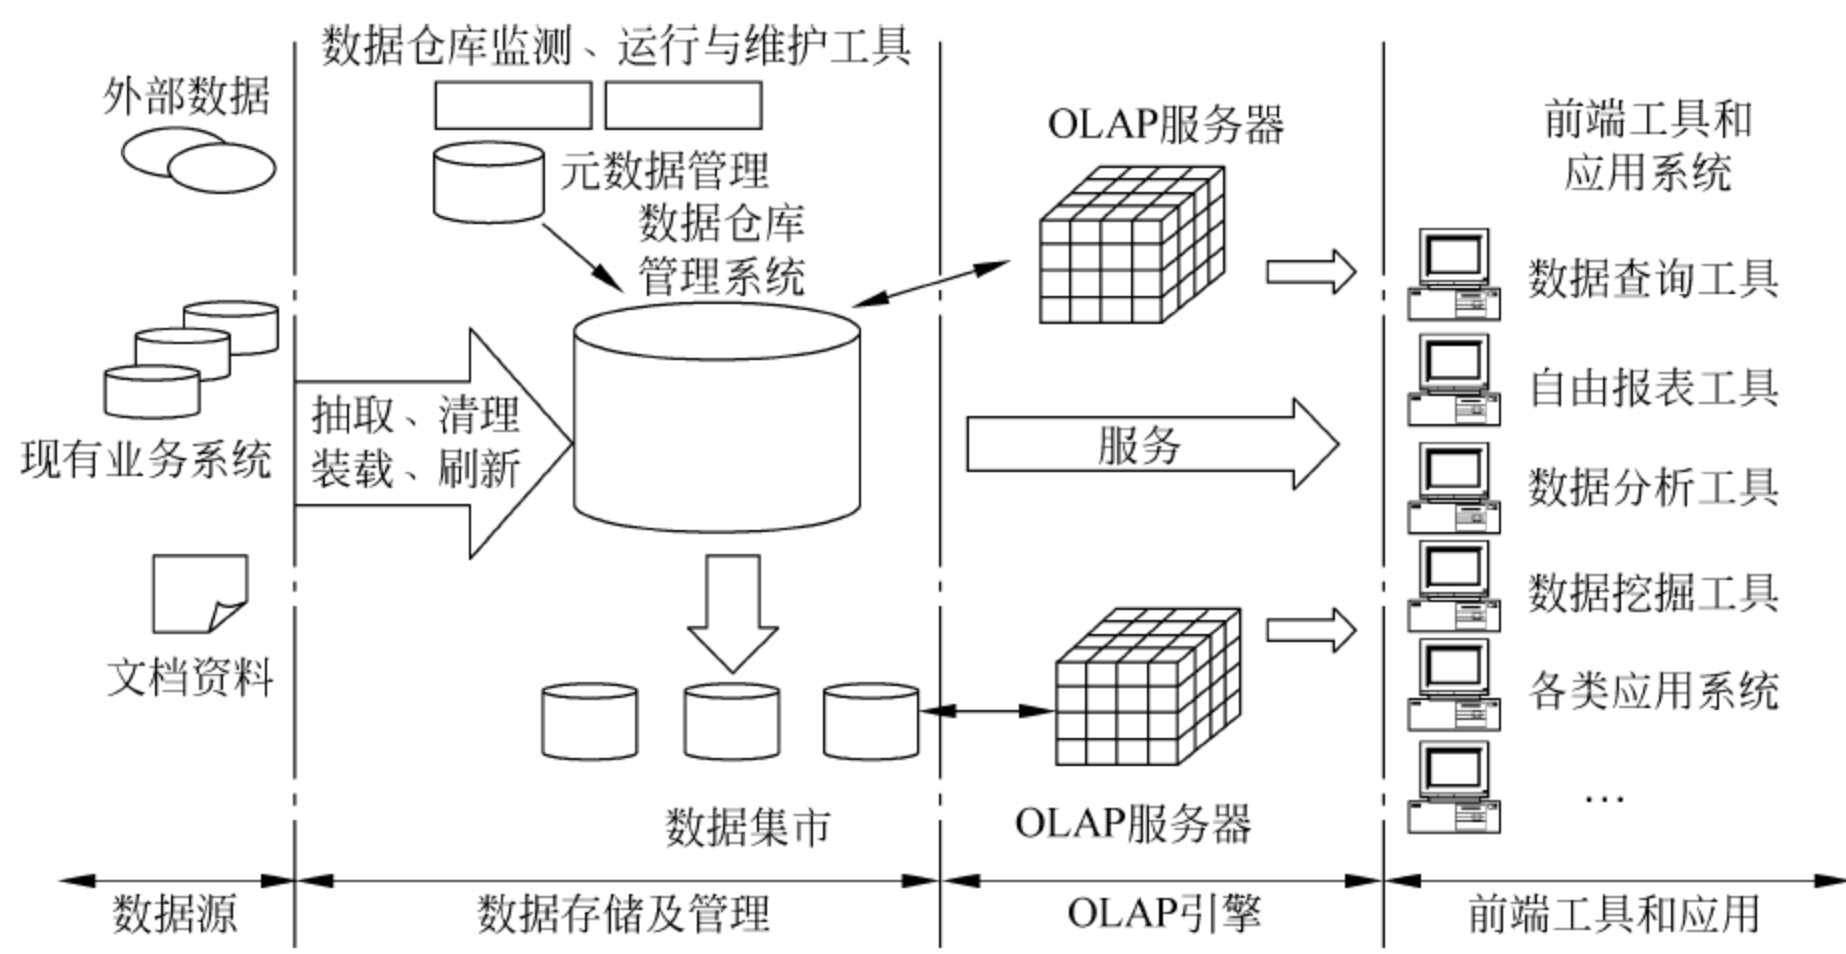 数据仓库监测、运行与维护工具
外部数据
元数据管理
数据仓库
管理系统
OLAP服务器
前端工具和
应用系统
数据查询工具
自由报表工具
抽取、清理
装载、刷新
现有业务系统
服务
数据分析工具
数据挖掘工具
文档资料
各类应用系统
…
数据集市
OLAP服务器
数据源
数据存储及管理
OLAP引擎
前端工具和应用